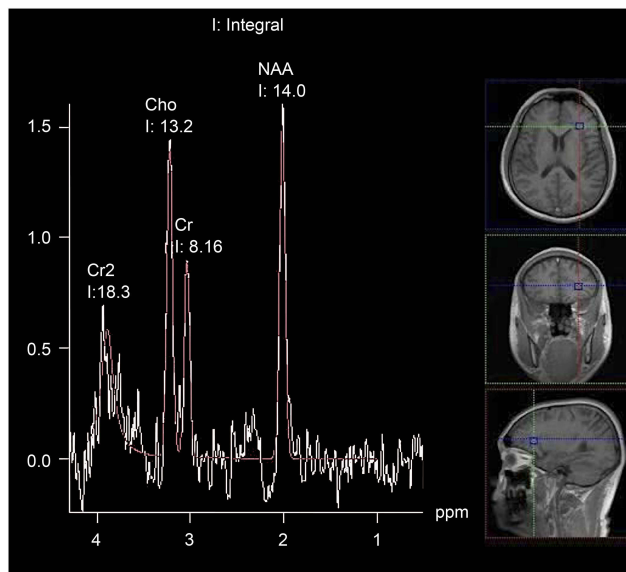 I: Integral
NAA
I: 14.0
Cho
I: 13.2
Cr
I: 8.16
Cr2
I:18.3
1.5
1.0
0.5
0.0
4
3
2
1
ppm